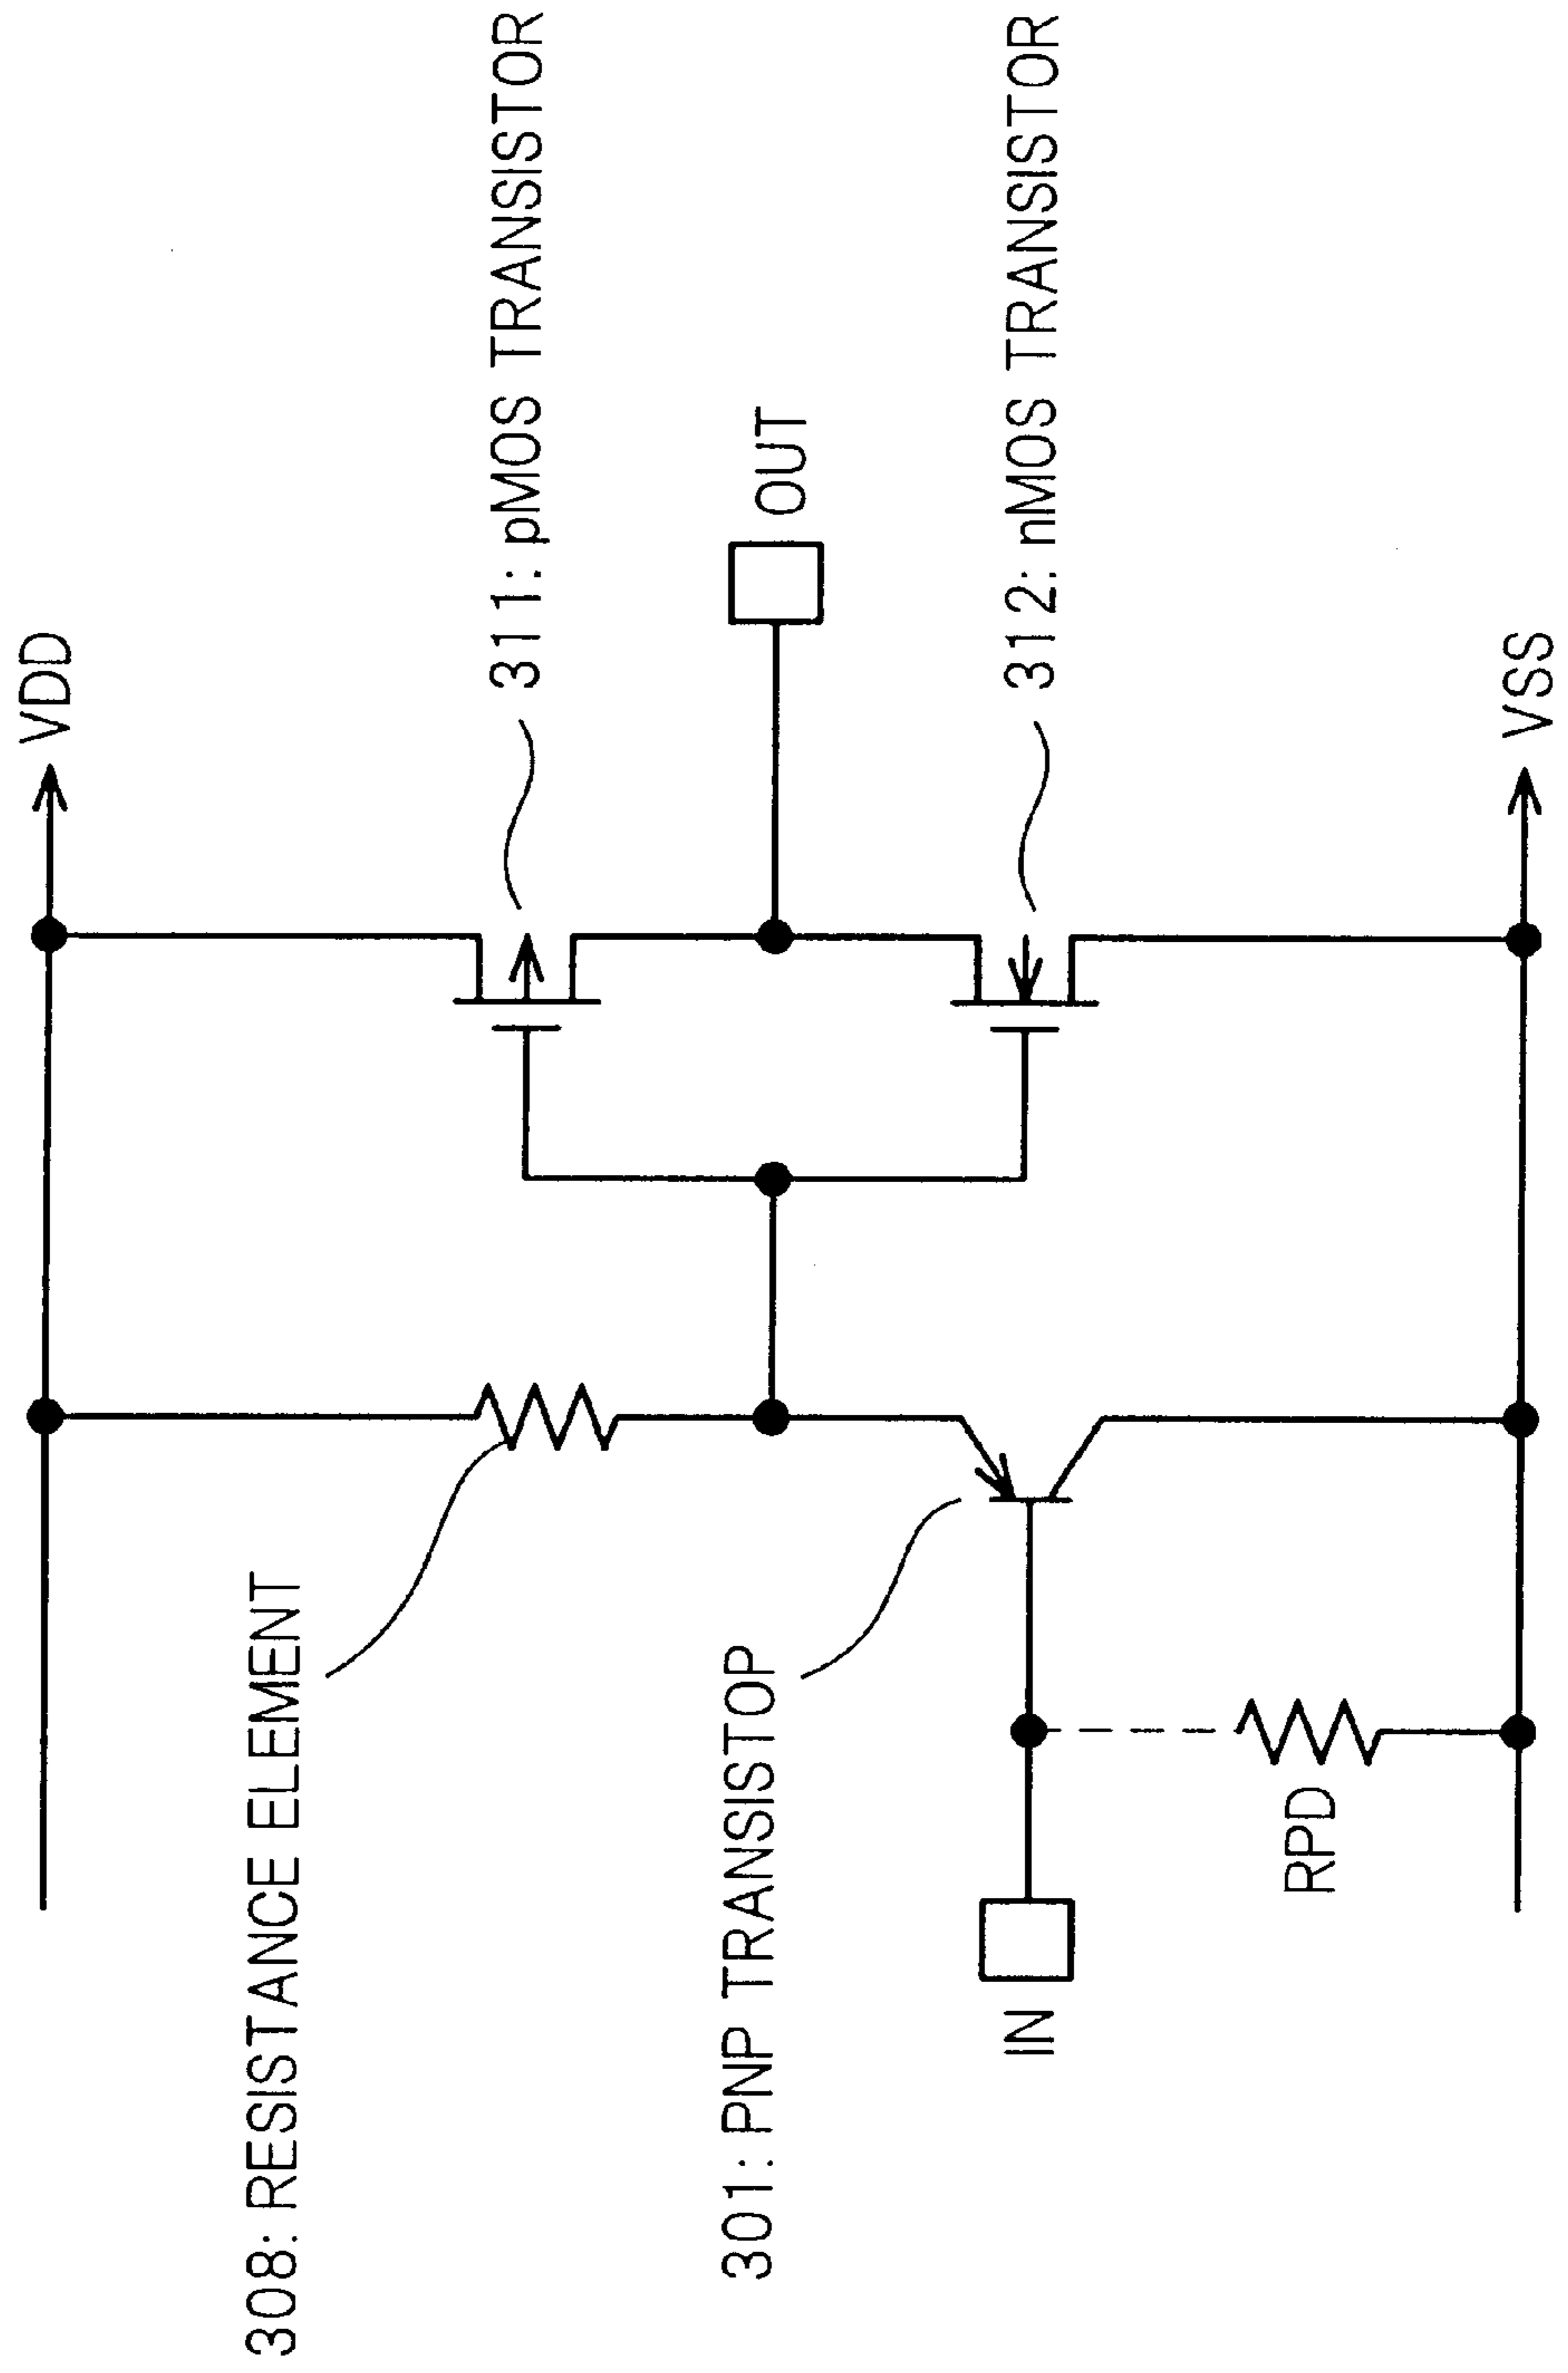 308: RESISTANCE ELEMENT
301: PNP TRANSISTOP
IN
RPD
VDD
311: pMOS TRANSISTOR
OUT
312: nMOS TRANSISTOR
VSS